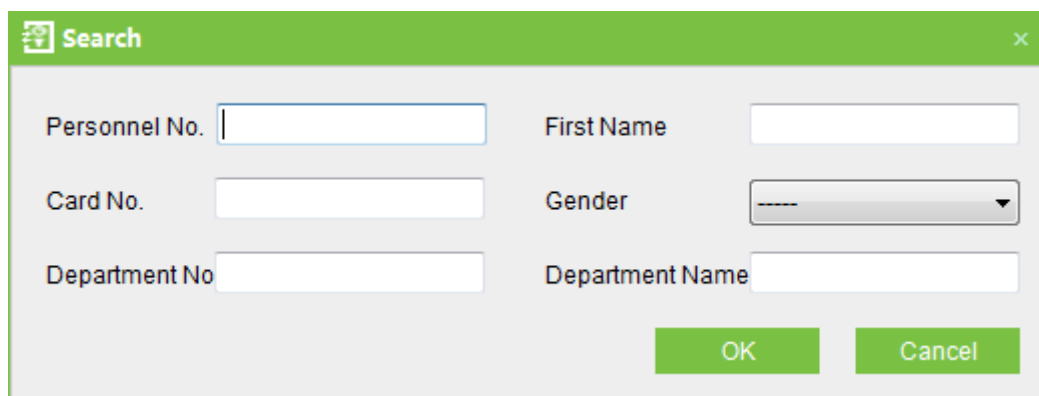 Search
Personnel No.
First Name
Card No.
Gender
-----
Department No
Department Name
OK
Cancel